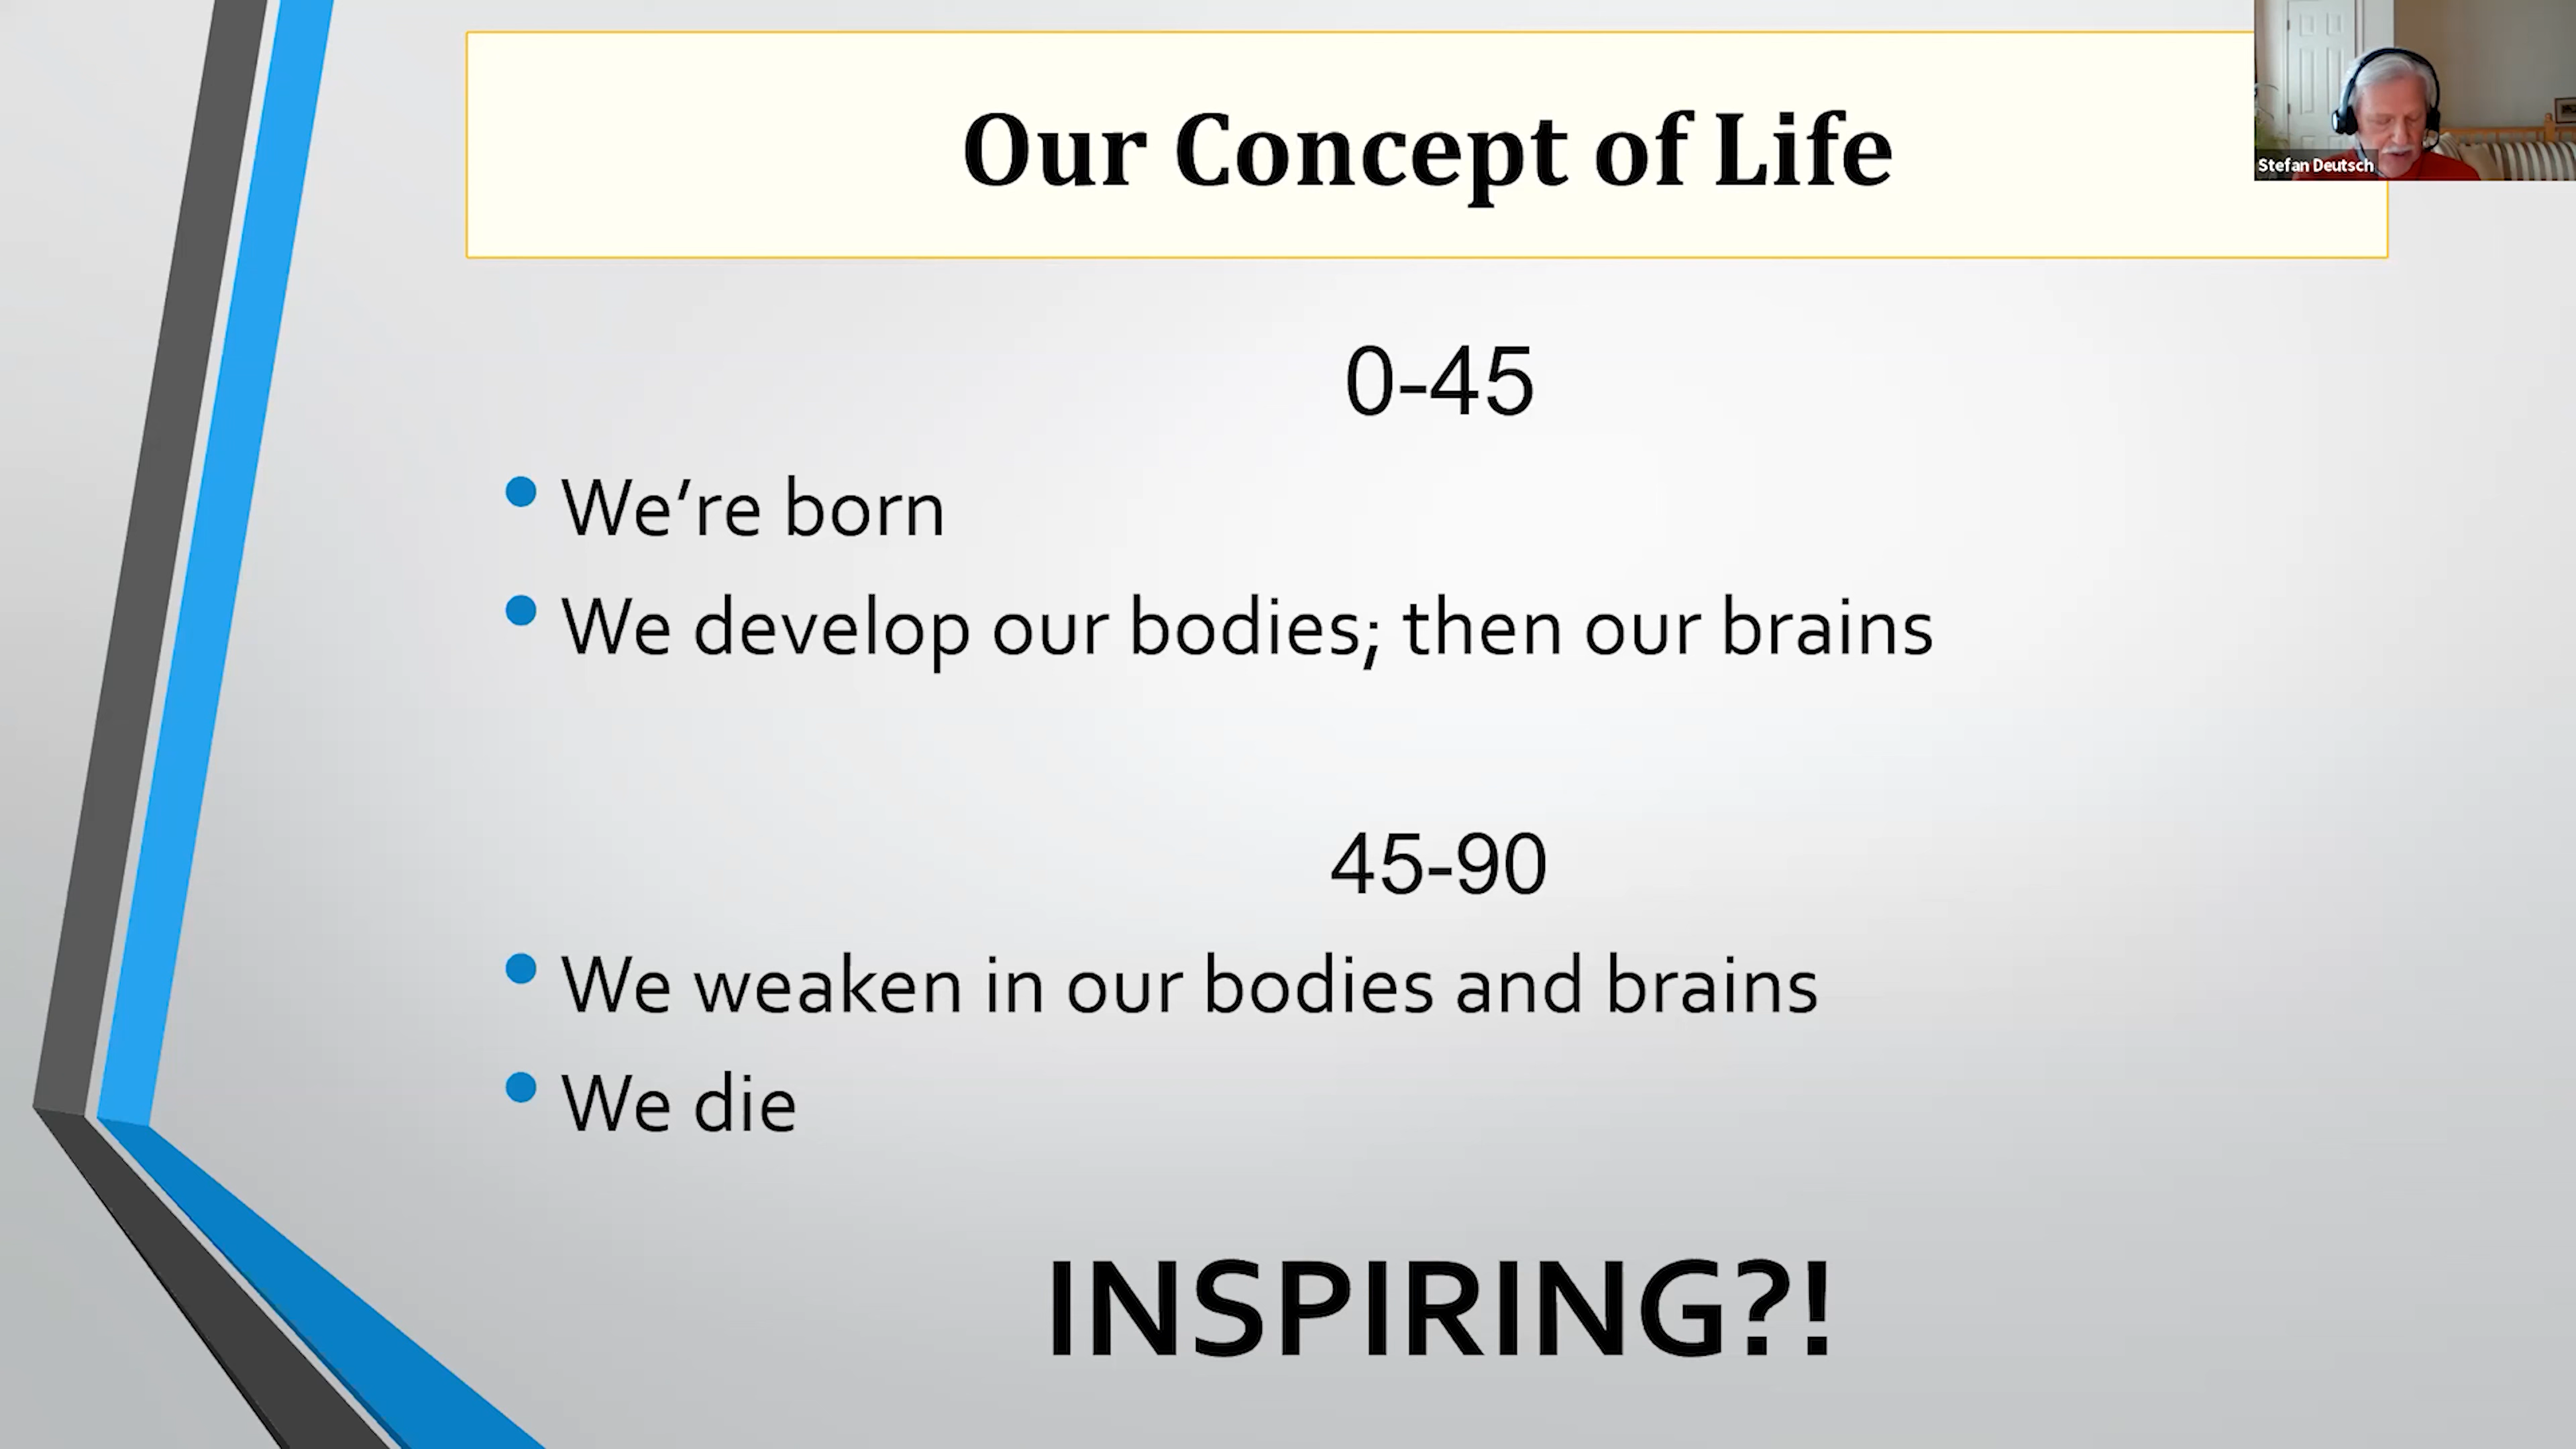 Our Concept of Life
Stefan Deutsch
0-45
• We’re born
• We develop our bodies; then our brains
45-90
• We weaken in our bodies and brains
• We die
INSPIRING?!